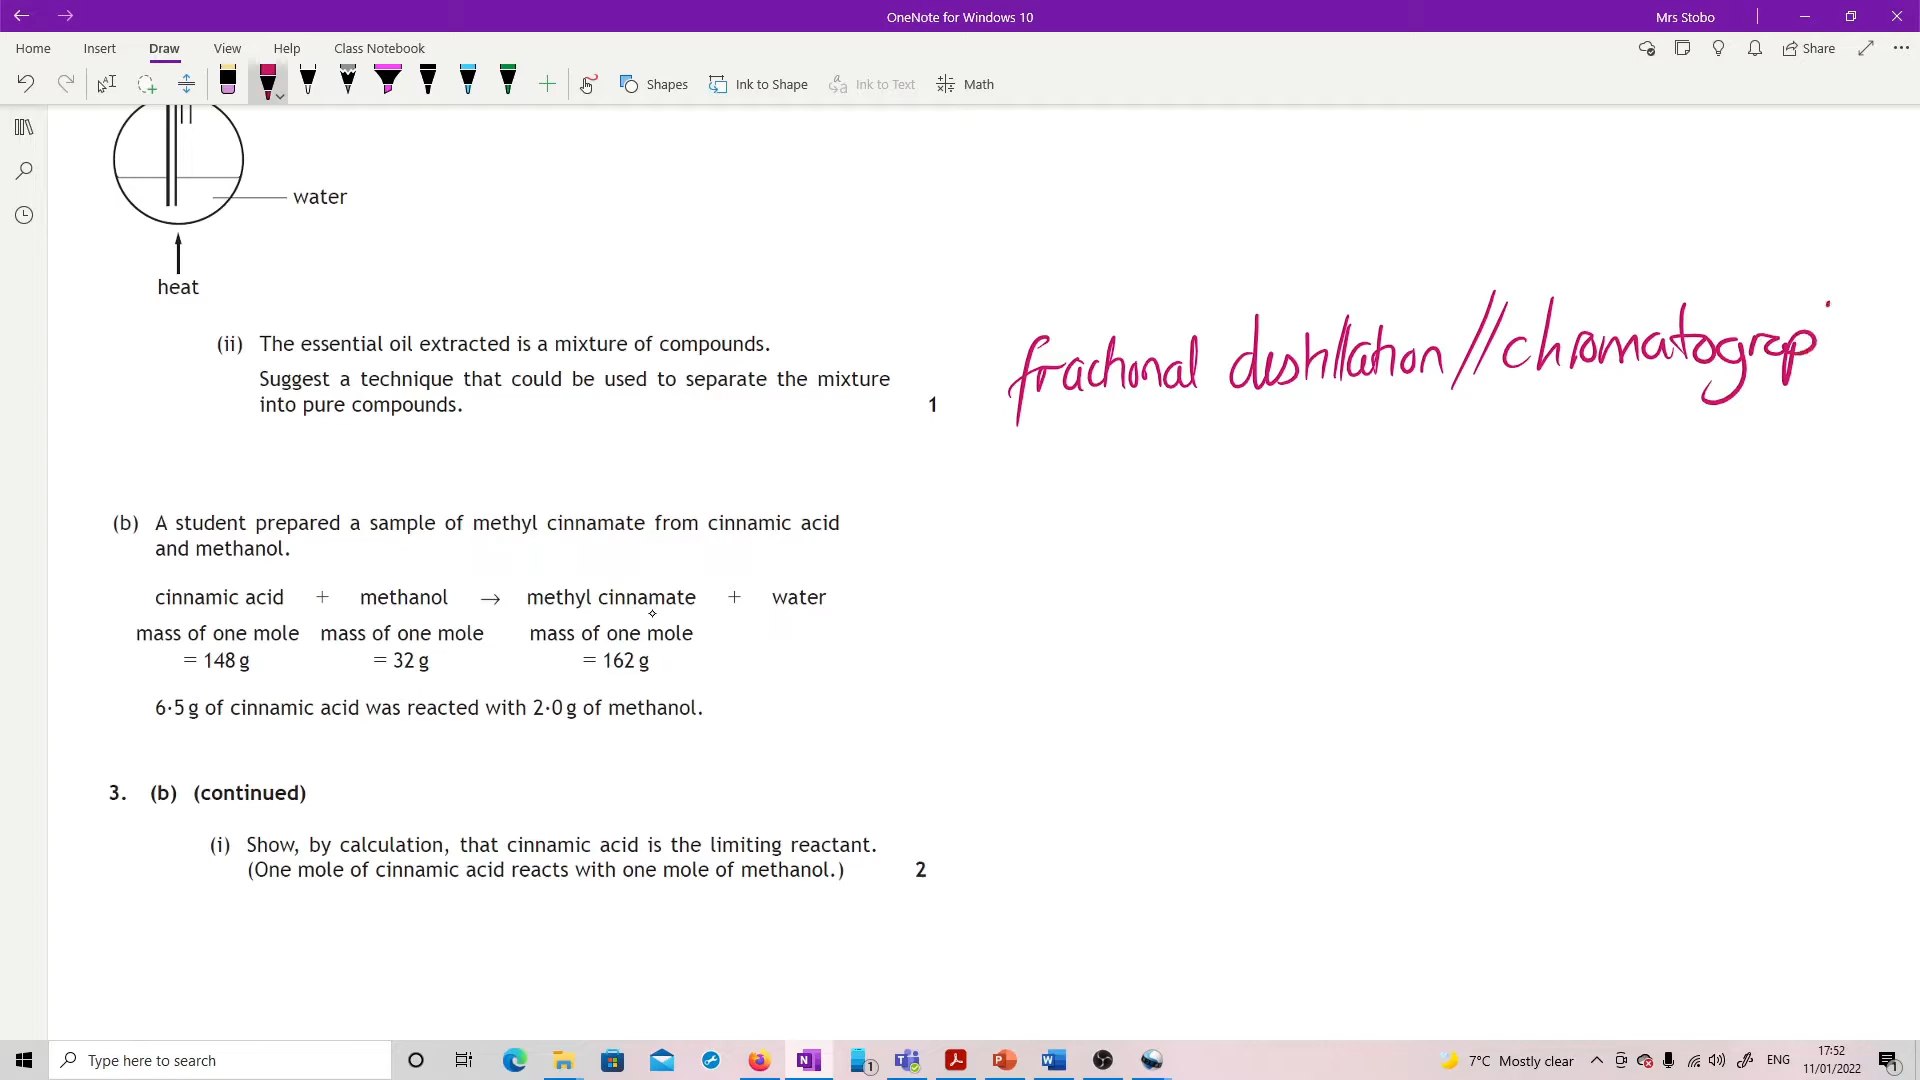 OneNote for Windows 10
Mrs Stobo
Home Insert Draw View Help Class Notebook
Share
Shapes Ink to Shape Ink to Text Math
water
heat
(ii) The essential oil extracted is a mixture of compounds.
Suggest a technique that could be used to separate the mixture
into pure compounds. 1
fractional distillation // chromatograp
(b) A student prepared a sample of methyl cinnamate from cinnamic acid
and methanol.
cinnamic acid + methanol → methyl cinnamate + water
mass of one mole mass of one mole mass of one mole
= 148 g = 32 g = 162 g
6·5 g of cinnamic acid was reacted with 2·0 g of methanol.
3. (b) (continued)
(i) Show, by calculation, that cinnamic acid is the limiting reactant.
(One mole of cinnamic acid reacts with one mole of methanol.) 2
Type here to search
1
7°C Mostly clear
ENG
17:52
11/01/2022
1